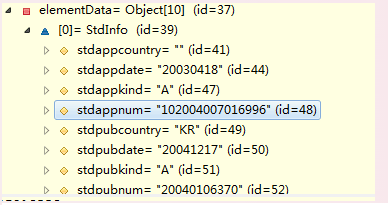 elementData= Object[10]  (id=37)
[0]= StdInfo  (id=39)
stdappcountry= "" (id=41)
stdappdate= "20030418" (id=44)
stdappkind= "A" (id=47)
stdappnum= "102004007016996" (id=48)
stdpubcountry= "KR" (id=49)
stdpubdate= "20041217" (id=50)
stdpubkind= "A" (id=51)
stdpubnum= "20040106370" (id=52)